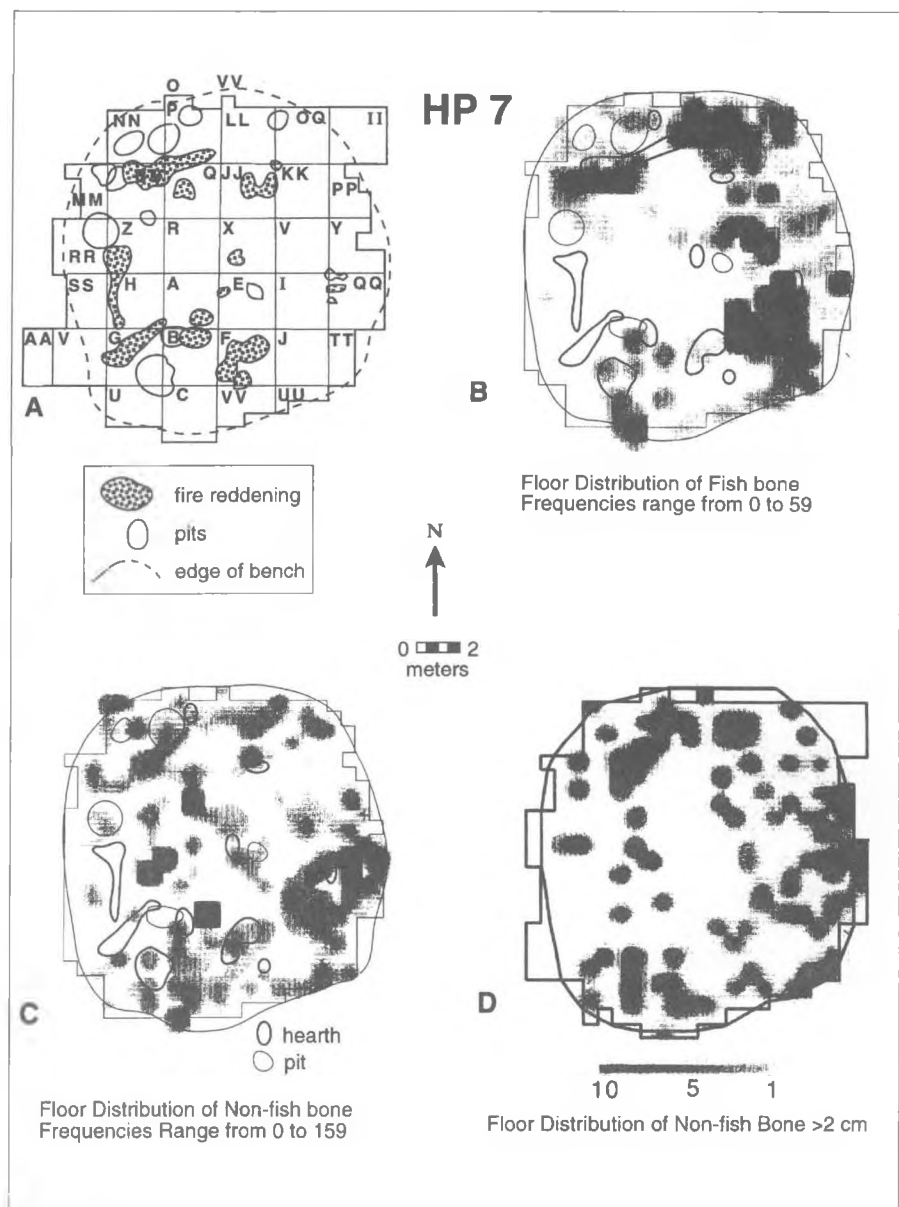 HP 7
O VV
P
NN LL OQ II
Q JJ KK
MM PP
Z R X V Y
RR
SS H A E I QQ
AA V G B F J TT
U C VV UU
A
B
fire reddening
pits
edge of bench
Floor Distribution of Fish bone
Frequencies range from 0 to 59
N
0 2
meters
C
hearth
pit
D
10 5 1
Floor Distribution of Non-fish bone
Frequencies Range from 0 to 159
Floor Distribution of Non-fish Bone >2 cm